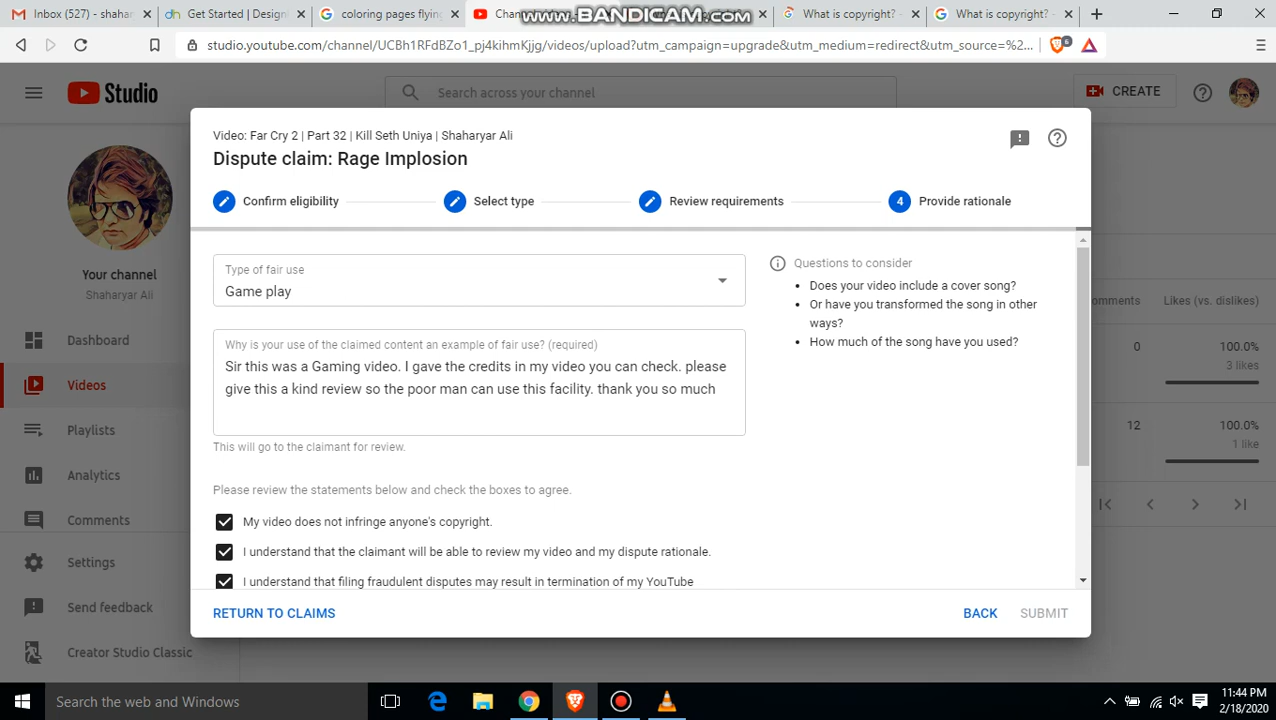 Inbox (516) - shahar
Get Started | Design
coloring pages flying
Chann
www.BANDICAM.com
What is copyright? -
What is copyright? -
studio.youtube.com/channel/UCBh1RFdBZo1_pj4kihmKjjg/videos/upload?utm_campaign=upgrade&utm_medium=redirect&utm_source=%2...
6
Studio
Search across your channel
CREATE
Video: Far Cry 2 | Part 32 | Kill Seth Uniya | Shaharyar Ali
Dispute claim: Rage Implosion
Confirm eligibility
Select type
Review requirements
4 Provide rationale
Type of fair use
Game play
Why is your use of the claimed content an example of fair use? (required)
Sir this was a Gaming video. I gave the credits in my video you can check. please
give this a kind review so the poor man can use this facility. thank you so much
This will go to the claimant for review.
Questions to consider
• Does your video include a cover song?
• Or have you transformed the song in other
ways?
• How much of the song have you used?
Please review the statements below and check the boxes to agree.
My video does not infringe anyone's copyright.
I understand that the claimant will be able to review my video and my dispute rationale.
I understand that filing fraudulent disputes may result in termination of my YouTube
RETURN TO CLAIMS
BACK
SUBMIT
Your channel
Shaharyar Ali
Dashboard
Videos
Playlists
Analytics
Comments
Settings
Send feedback
Creator Studio Classic
omments
Likes (vs. dislikes)
0
100.0%
3 likes
12
100.0%
1 like
Search the web and Windows
11:44 PM
2/18/2020